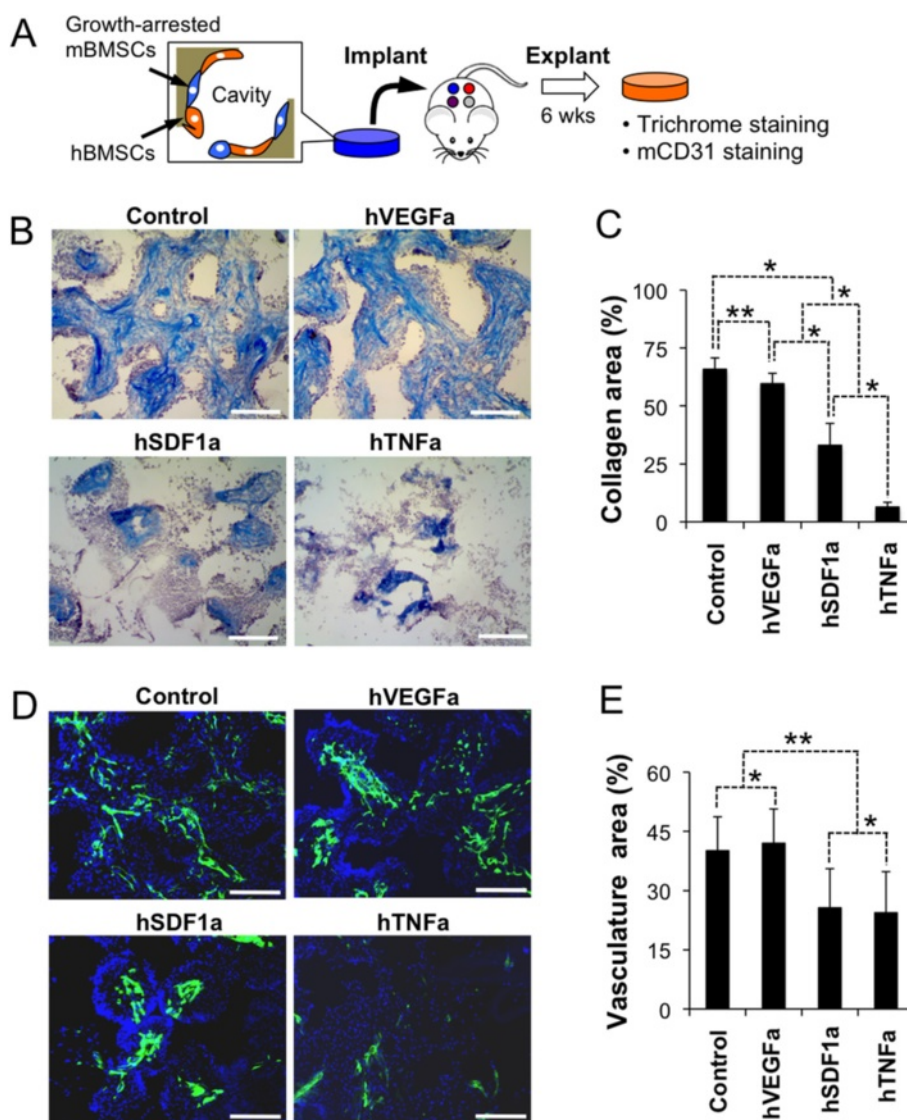 A
Growth-arrested
mBMSCs
Cavity
hBMSCs
Implant
Explant
6 wks
• Trichrome staining
• mCD31 staining
B
Control
hVEGFa
hSDF1a
hTNFa
C
Collagen area (%)
100
75
50
25
0
*
*
**
*
*
Control
hVEGFa
hSDF1a
hTNFa
D
Control
hVEGFa
hSDF1a
hTNFa
E
Vasculature area (%)
60
45
30
15
0
**
*
*
Control
hVEGFa
hSDF1a
hTNFa